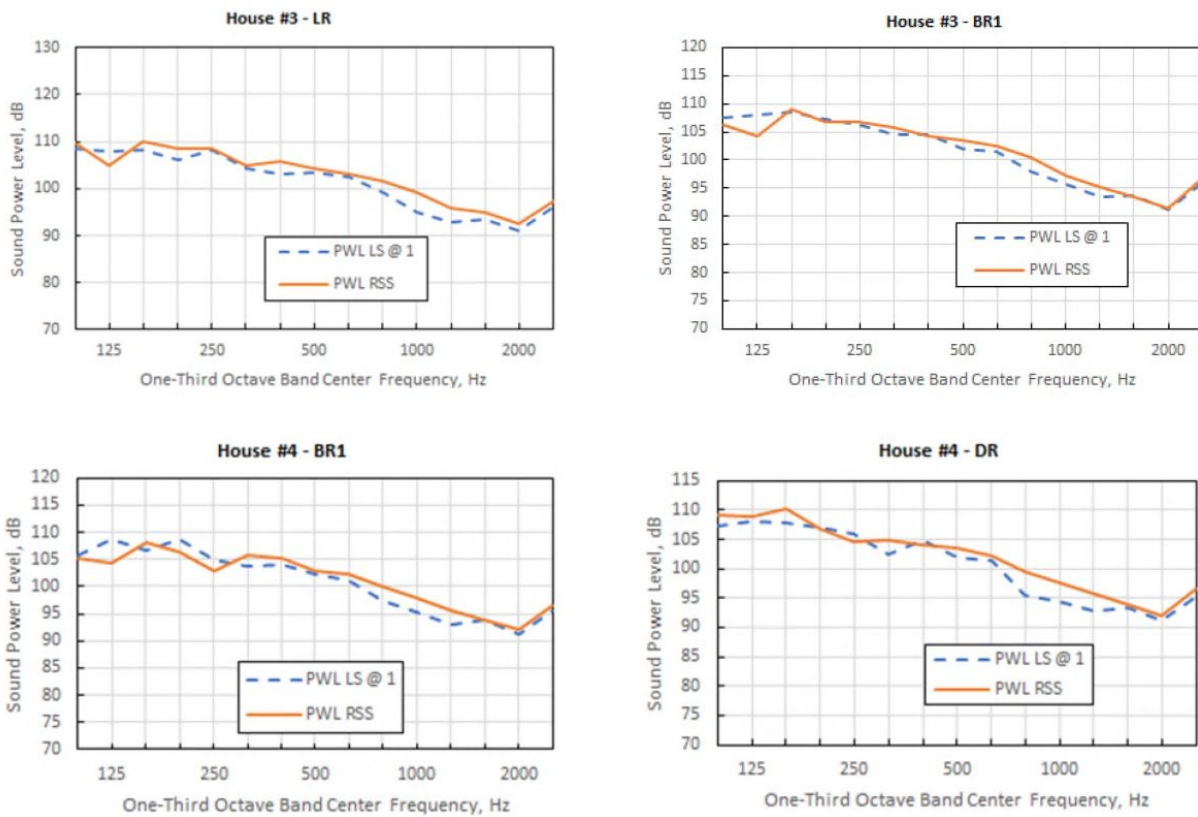 House #3 - LR
130
120
110
100
90
80
70
Sound Power Level, dB
PWL LS @ 1
PWL RSS
125 250 500 1000 2000
One-Third Octave Band Center Frequency, Hz
House #3 - BR1
120
115
110
105
100
95
90
85
80
75
70
Sound Power Level, dB
PWL LS @ 1
PWL RSS
125 250 500 1000 2000
One-Third Octave Band Center Frequency, Hz
House #4 - BR1
120
115
110
105
100
95
90
85
80
75
70
Sound Power Level, dB
PWL LS @ 1
PWL RSS
125 250 500 1000 2000
One-Third Octave Band Center Frequency, Hz
House #4 - DR
115
110
105
100
95
90
85
80
75
70
Sound Power Level, dB
PWL LS @ 1
PWL RSS
125 250 500 1000 2000
One-Third Octave Band Center Frequency, Hz